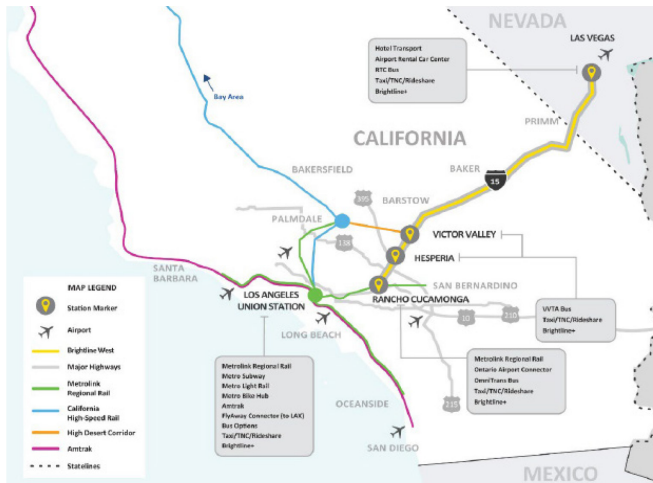 NEVADA
LAS VEGAS
Hotel Transport
Airport Rental Car Center
RTC Bus
Taxi/TNC/Rideshare
Brightline+
Bay Area
PRIMM
CALIFORNIA
BAKERSFIELD
BAKER
15
395
BARSTOW
PALMDALE
138
VICTOR VALLEY
HESPERIA
SANTA
BARBARA
SAN BERNARDINO
LOS ANGELES
UNION STATION
RANCHO CUCAMONGA
10
210
VVTA Bus
Taxi/TNC/Rideshare
Brightline+
LONG BEACH
MAP LEGEND
Station Marker
Airport
Brightline West
Major Highways
Metrolink
Regional Rail
California
High-Speed Rail
High Desert Corridor
Amtrak
Statelines
Metrolink Regional Rail
Metro Subway
Metro Light Rail
Metro Bike Hub
Amtrak
FlyAway Connector (to LAX)
Bus Options
Taxi/TNC/Rideshare
Brightline+
Metrolink Regional Rail
Ontario Airport Connector
OmniTrans Bus
Taxi/TNC/Rideshare
Brightline+
215
OCEANSIDE
SAN DIEGO
MEXICO